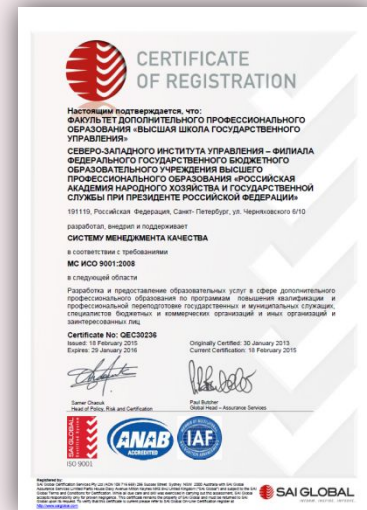 CERTIFICATE
OF REGISTRATION
Настоящим подтверждается, что:
ФАКУЛЬТЕТ ДОПОЛНИТЕЛЬНОГО ПРОФЕССИОНАЛЬНОГО
ОБРАЗОВАНИЯ «ВЫСШАЯ ШКОЛА ГОСУДАРСТВЕННОГО
УПРАВЛЕНИЯ»
СЕВЕРО-ЗАПАДНОГО ИНСТИТУТА УПРАВЛЕНИЯ – ФИЛИАЛА
ФЕДЕРАЛЬНОГО ГОСУДАРСТВЕННОГО БЮДЖЕТНОГО
ОБРАЗОВАТЕЛЬНОГО УЧРЕЖДЕНИЯ ВЫСШЕГО
ПРОФЕССИОНАЛЬНОГО ОБРАЗОВАНИЯ «РОССИЙСКАЯ
АКАДЕМИЯ НАРОДНОГО ХОЗЯЙСТВА И ГОСУДАРСТВЕННОЙ
СЛУЖБЫ ПРИ ПРЕЗИДЕНТЕ РОССИЙСКОЙ ФЕДЕРАЦИИ»
191119, Российская Федерация, Санкт- Петербург, ул. Черняховского 6/10
разработал, внедрил и поддерживает
СИСТЕМУ МЕНЕДЖМЕНТА КАЧЕСТВА
в соответствии с требованиями
МС ИСО 9001:2008
в следующей области
Разработка и предоставление образовательных услуг в сфере дополнительного
профессионального образования по программам повышения квалификации и
профессиональной переподготовке государственных и муниципальных служащих,
специалистов бюджетных и коммерческих организаций и иных организаций и
заинтересованных лиц
Certificate No: QEC30236
Issued: 18 February 2015
Originally Certified: 30 January 2013
Expires: 29 January 2016
Current Certification: 18 February 2015
Samer Chaouk
Head of Policy, Risk and Certification
Paul Butcher
Global Head – Assurance Services
SAI GLOBAL
ISO 9001
ANAB
ACCREDITED
IAF
Registered by:
SAI GLOBAL